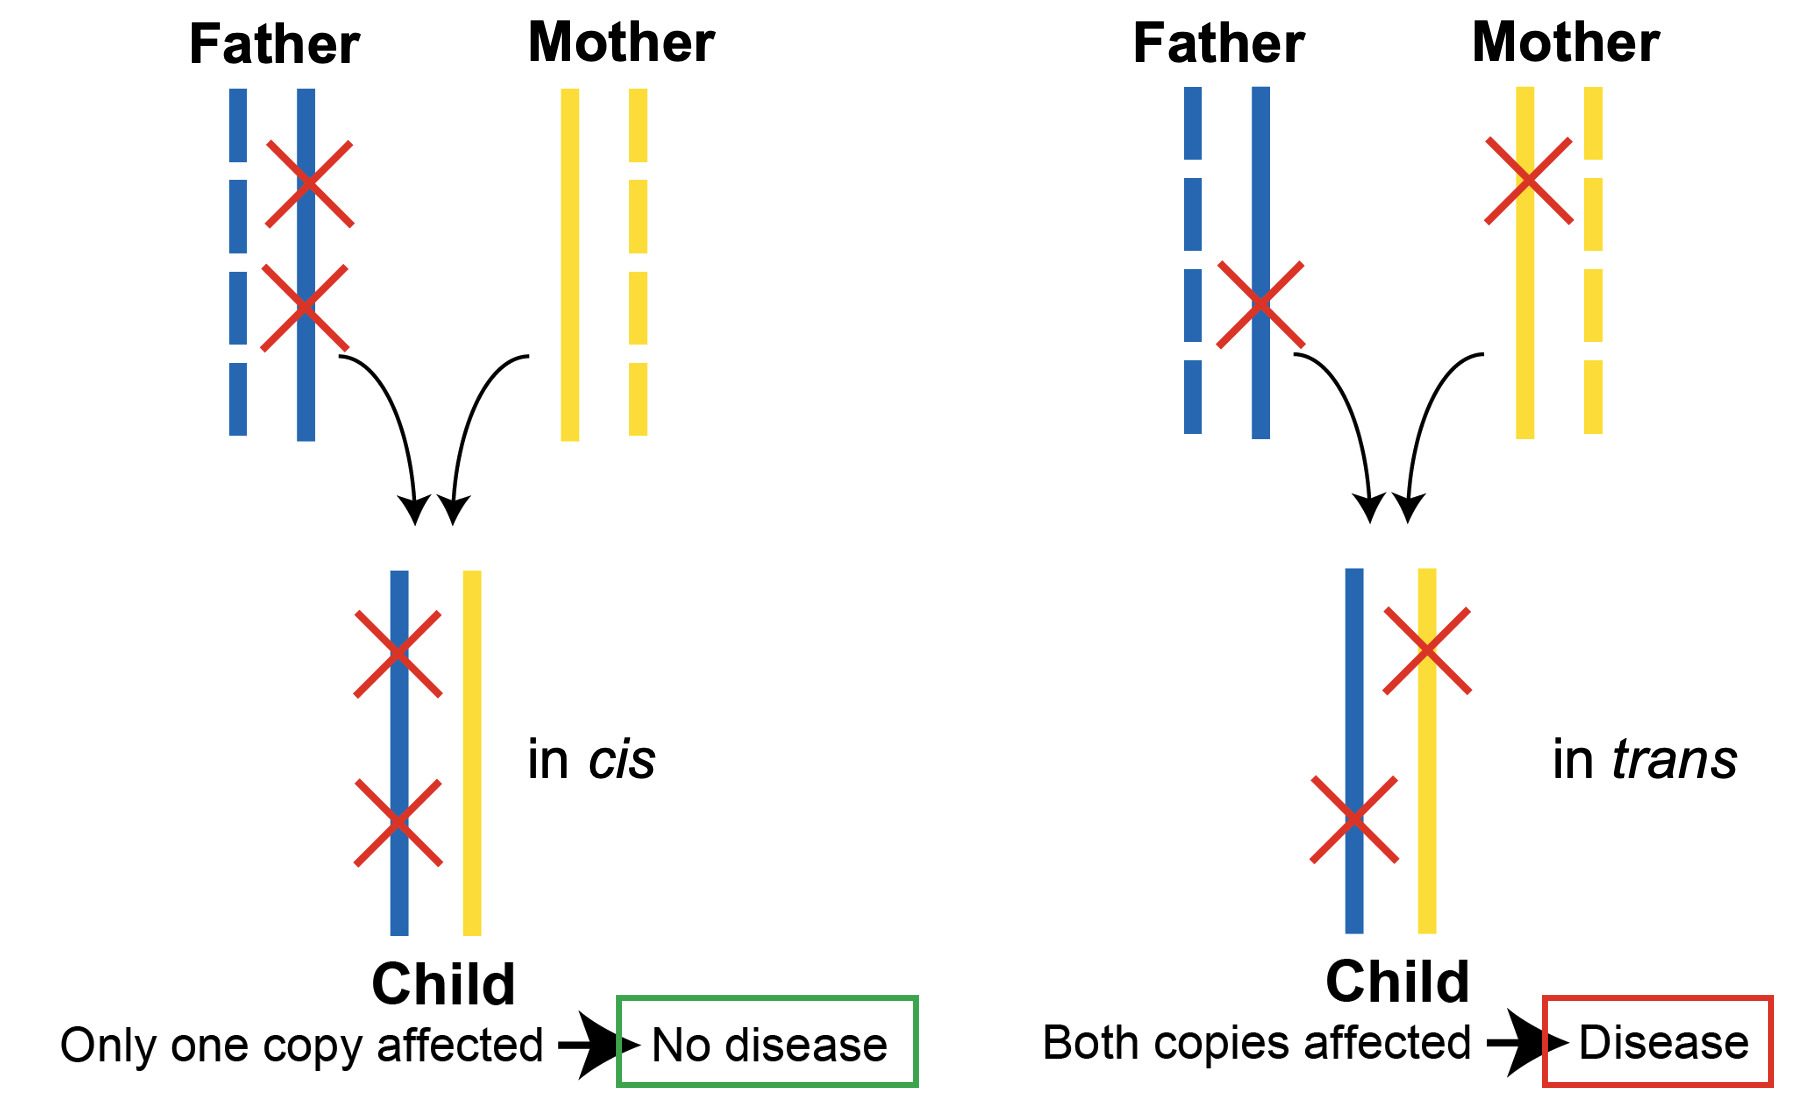 Father
Mother
in cis
Child
Only one copy affected
No disease
Father
Mother
in trans
Child
Both copies affected
Disease